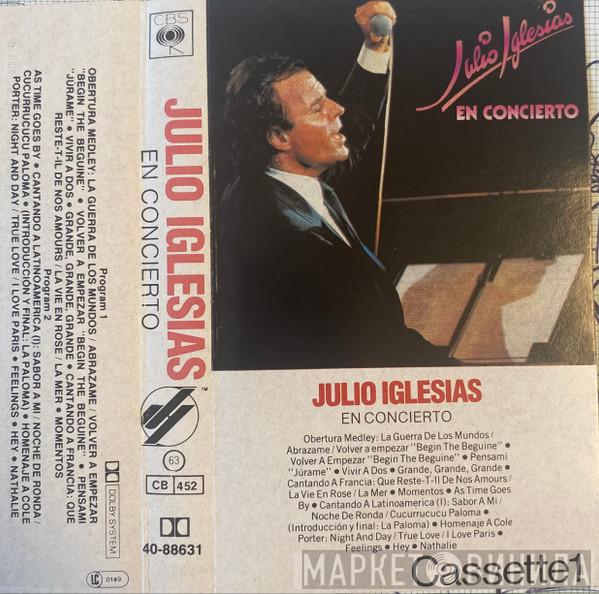 Program 1
OBERTURA MEDLEY: LA GUERRA DE LOS MUNDOS / ABRAZAME / VOLVER A EMPEZAR
"BEGIN THE BEGUINE" ● VOLVER A EMPEZAR "BEGIN THE BEGUINE" ● PENSAMI
"JÚRAME" ● VIVIR A DOS ● GRANDE, GRANDE, GRANDE ● CANTANDO A FRANCIA: QUE
RESTE-T-IL DE NOS AMOURS / LA VIE EN ROSE / LA MER ● MOMENTOS
Program 2
AS TIME GOES BY ● CANTANDO A LATINOAMERICA (I): SABOR A MI / NOCHE DE RONDA /
CUCURRUCUCU PALOMA ● (INTRODUCCIÓN Y FINAL: LA PALOMA) ● HOMENAJE A COLE
PORTER: NIGHT AND DAY / TRUE LOVE / I LOVE PARIS ● FEELINGS ● HEY ● NATHALIE
DOLBY SYSTEM
LC 0149
CBS
JULIO IGLESIAS
EN CONCIERTO
TM
63
CB 452
40-88631
Julio Iglesias
EN CONCIERTO
JULIO IGLESIAS
EN CONCIERTO
Obertura Medley: La Guerra De Los Mundos /
Abrazame / Volver a empezar "Begin The Beguine" ●
Volver A Empezar "Begin The Beguine" ● Pensami
"Júrame" ● Vivir A Dos ● Grande, Grande, Grande ●
Cantando A Francia: Que Reste-T-Il De Nos Amours /
La Vie En Rose / La Mer ● Momentos ● As Time Goes
By ● Cantando A Latinoamerica (I): Sabor A Mi /
Noche De Ronda / Cucurrucucu Paloma ●
(Introducción y final: La Paloma) ● Homenaje A Cole
Porter: Night And Day / True Love / I Love Paris ●
Feelings ● Hey ● Nathalie
Cassette 1
МАРКЕТ ОРИГИНАЛ